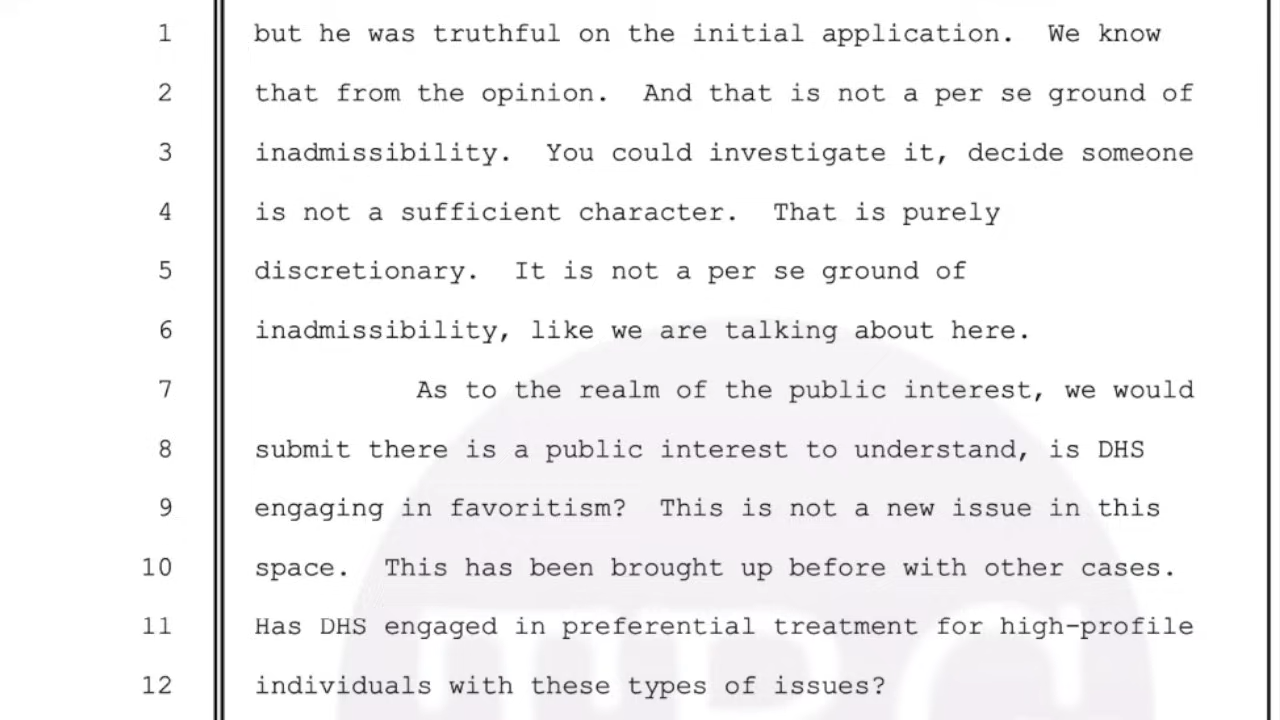 1 but he was truthful on the initial application. We know
2 that from the opinion. And that is not a per se ground of
3 inadmissibility. You could investigate it, decide someone
4 is not a sufficient character. That is purely
5 discretionary. It is not a per se ground of
6 inadmissibility, like we are talking about here.
7 As to the realm of the public interest, we would
8 submit there is a public interest to understand, is DHS
9 engaging in favoritism? This is not a new issue in this
10 space. This has been brought up before with other cases.
11 Has DHS engaged in preferential treatment for high-profile
12 individuals with these types of issues?